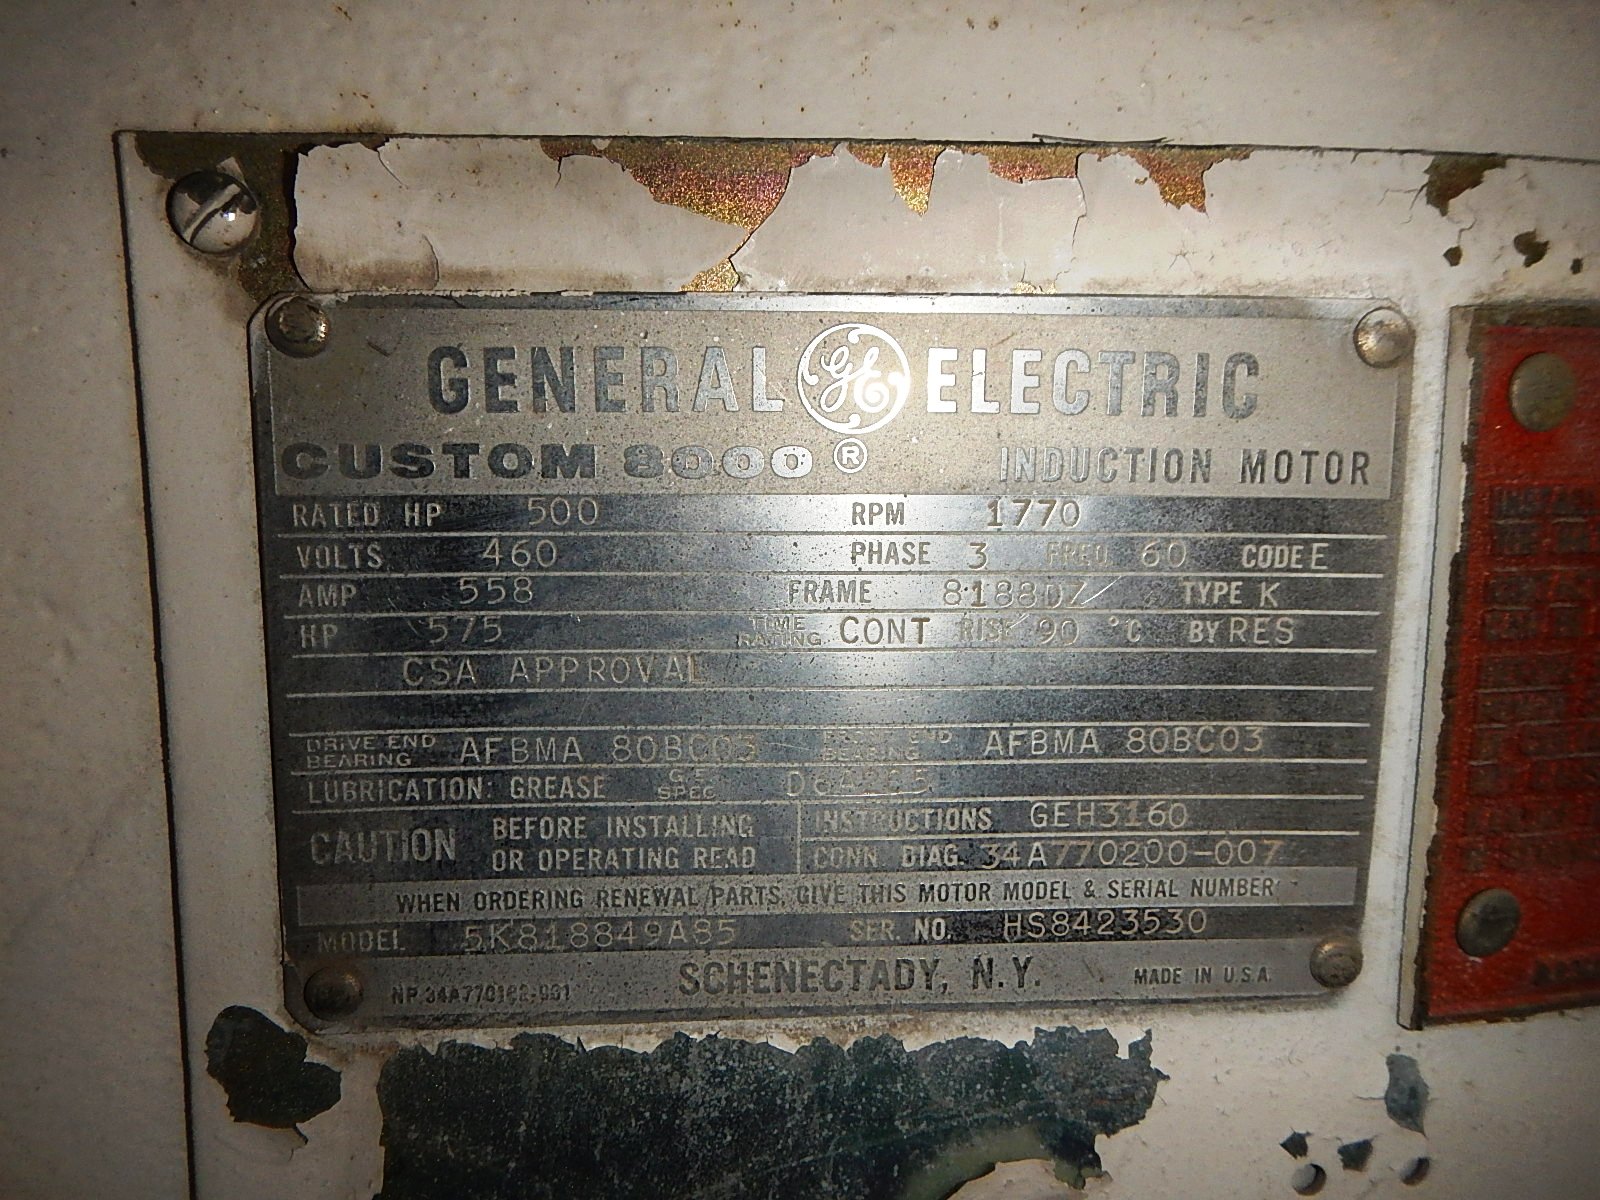 GENERAL GE ELECTRIC
CUSTOM 8000 ® INDUCTION MOTOR
RATED HP 500 RPM 1770
VOLTS 460 PHASE 3 FREQ 60 CODE E
AMP 558 FRAME 8188DZ TYPE K
HP 575 TIME RATING CONT RISE 90 °C BY RES
CSA APPROVAL
DRIVE END BEARING AFBMA 80BC03 END BEARING AFBMA 80BC03
LUBRICATION: GREASE G E SPEC
CAUTION BEFORE INSTALLING OR OPERATING READ
INSTRUCTIONS GEH3160
CONN. DIAG. 34A770200-007
WHEN ORDERING RENEWAL PARTS, GIVE THIS MOTOR MODEL & SERIAL NUMBER
MODEL 5K818849A85 SER. NO. HS8423530
SCHENECTADY, N.Y. MADE IN U.S.A.